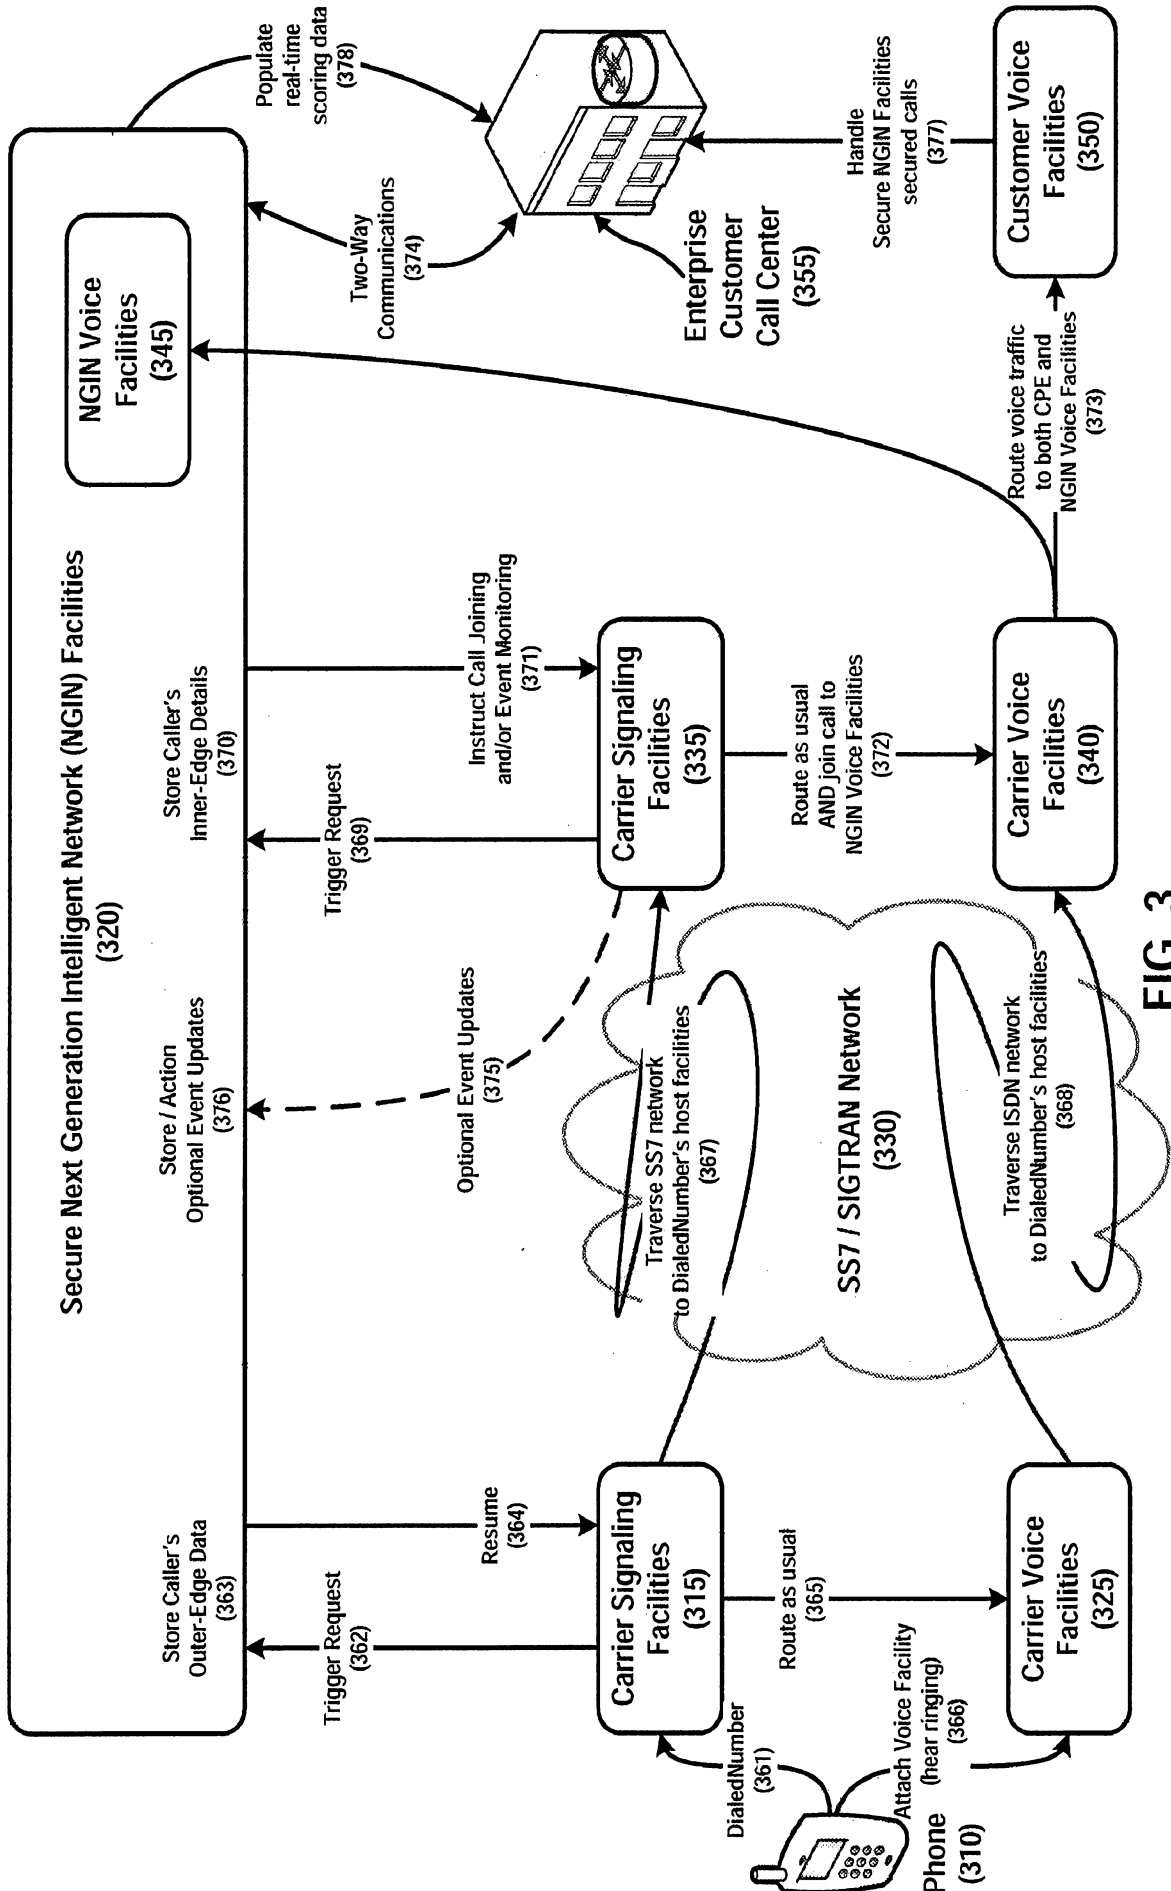 Secure Next Generation Intelligent Network (NGIN) Facilities
(320)
NGIN Voice
Facilities
(345)
Store Caller's
Outer-Edge Data
(363)
Store / Action
Optional Event Updates
(376)
Store Caller's
Inner-Edge Details
(370)
Populate
real-time
scoring data
(378)
Trigger Request
(362)
Resume
(364)
Optional Event Updates
(375)
Trigger Request
(369)
Instruct Call Joining
and/or Event Monitoring
(371)
Two-Way
Communications
(374)
Enterprise
Customer
Call Center
(355)
Carrier Signaling
Facilities
(315)
Traverse SS7 network
to DialedNumber's host facilities
(367)
Carrier Signaling
Facilities
(335)
DialedNumber
(361)
Route as usual
(365)
SS7 / SIGTRAN Network
(330)
Route as usual
AND join call to
NGIN Voice Facilities
(372)
Handle
Secure NGIN Facilities
secured calls
(377)
Phone
(310)
Attach Voice Facility
(hear ringing)
(366)
Carrier Voice
Facilities
(325)
Traverse ISDN network
to DialedNumber's host facilities
(368)
Carrier Voice
Facilities
(340)
Route voice traffic
to both CPE and
NGIN Voice Facilities
(373)
Customer Voice
Facilities
(350)
FIG. 3